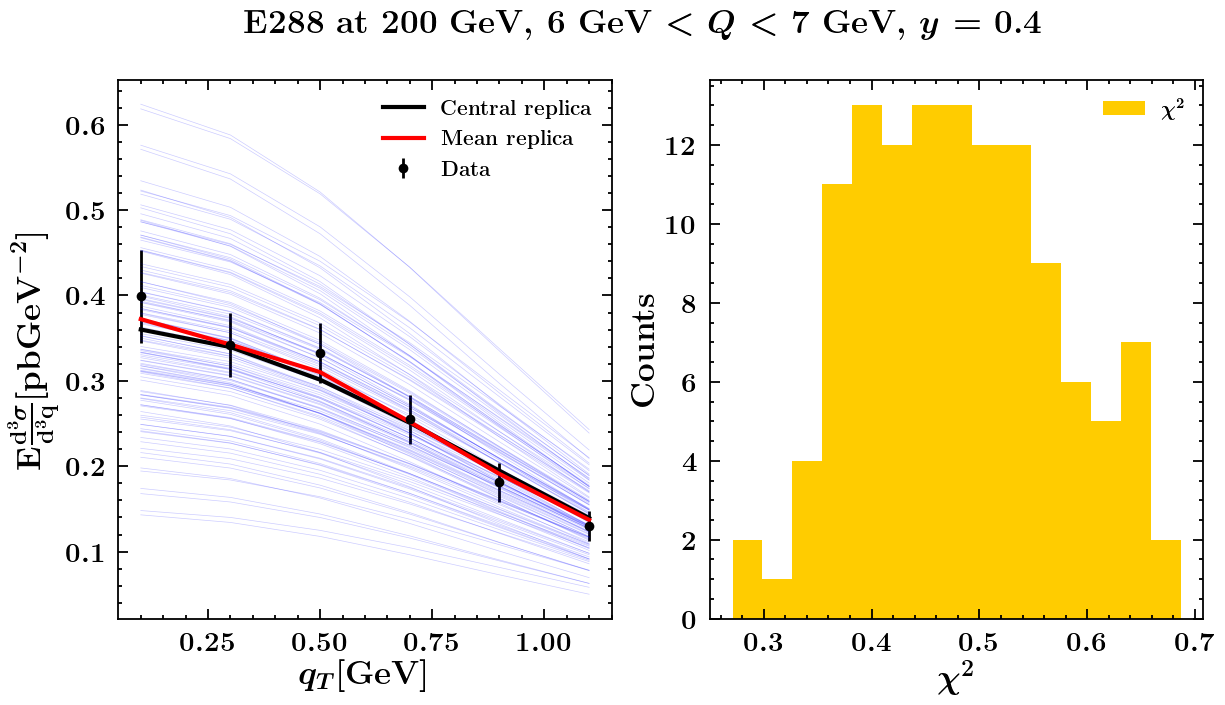 E288 at 200 GeV, 6 GeV < Q < 7 GeV, y = 0.4
Central replica
Mean replica
Data
0.6
0.5
0.4
0.3
0.2
0.1
E d³σ/d³q [pbGeV⁻²]
0.25 0.50 0.75 1.00
q_T[GeV]
χ²
12
10
8
6
4
2
0
Counts
0.3 0.4 0.5 0.6 0.7
χ²